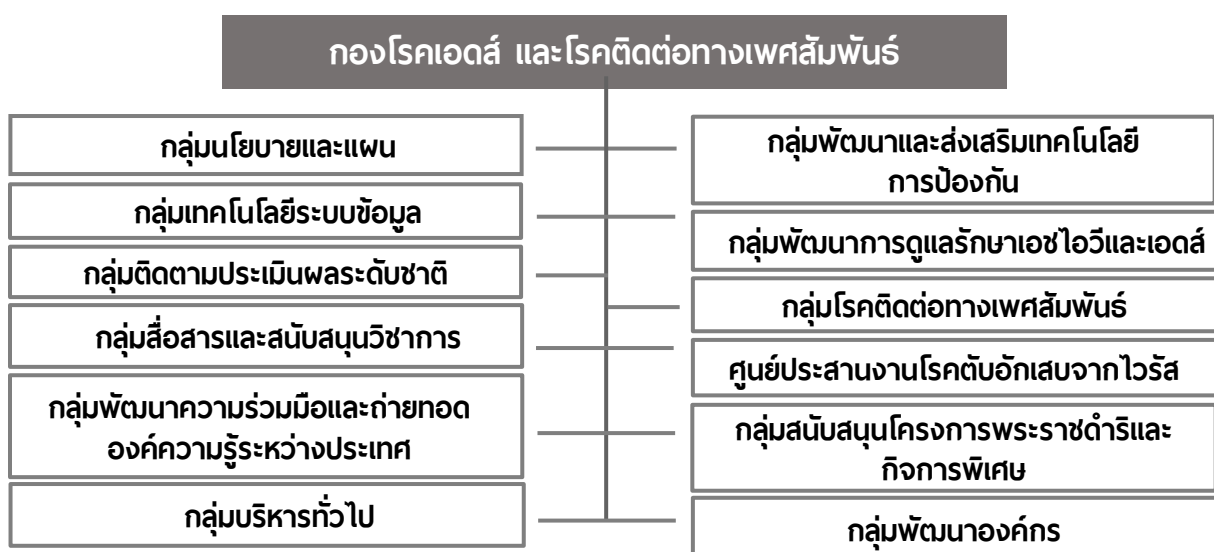 กองโรคเอดส์ และโรคติดต่อทางเพศสัมพันธ์
กลุ่มนโยบายและแผน
กลุ่มเทคโนโลยีระบบข้อมูล
กลุ่มติดตามประเมินผลระดับชาติ
กลุ่มสื่อสารและสนับสนุนวิชาการ
กลุ่มพัฒนาความร่วมมือและถ่ายทอด
องค์ความรู้ระหว่างประเทศ
กลุ่มบริหารทั่วไป
กลุ่มพัฒนาและส่งเสริมเทคโนโลยี
การป้องกัน
กลุ่มพัฒนาการดูแลรักษาเอชไอวีและเอดส์
กลุ่มโรคติดต่อทางเพศสัมพันธ์
ศูนย์ประสานงานโรคตับอักเสบจากไวรัส
กลุ่มสนับสนุนโครงการพระราชดำริและ
กิจการพิเศษ
กลุ่มพัฒนาองค์กร